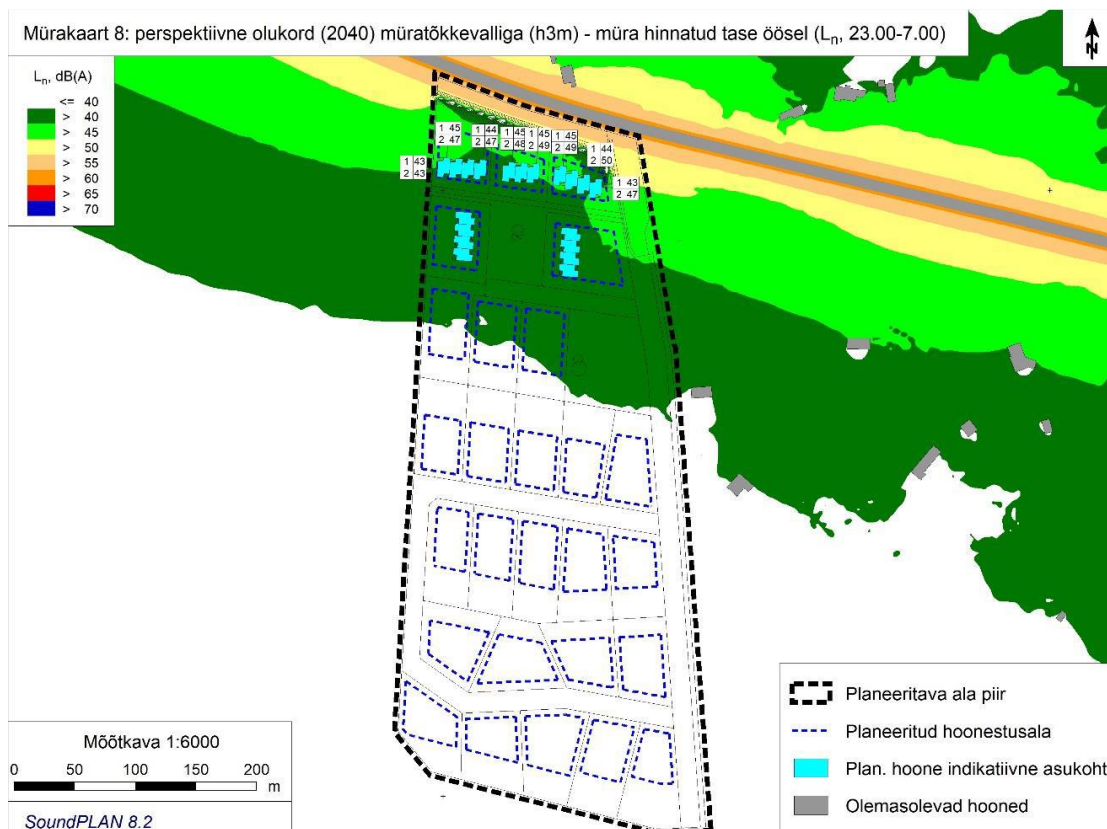 Mürakaart 8: perspektiivne olukord (2040) müratõkkevalliga (h3m) - müra hinnatud tase öösel (Ln, 23.00-7.00)
N
Ln, dB(A)
<= 40
> 40
> 45
> 50
> 55
> 60
> 65
> 70
1 45
2 47
1 44
2 47
1 45
2 48
1 45
2 49
1 45
2 49
1 44
2 50
1 43
2 43
1 43
2 47
Planeeritava ala piir
Planeeritud hoonestusala
Plan. hoone indikatiivne asukoht
Olemasolevad hooned
Mõõtkava 1:6000
0 50 100 150 200
m
SoundPLAN 8.2